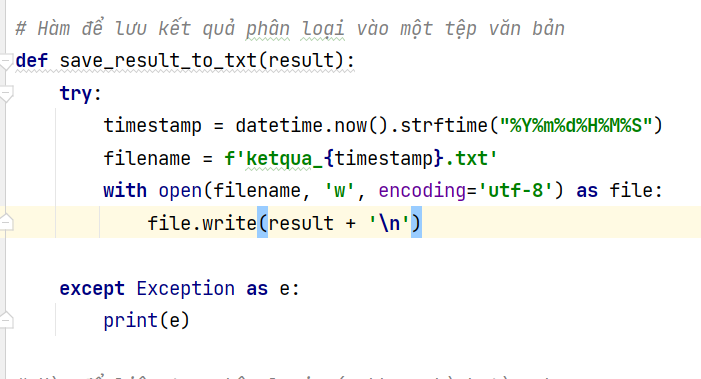 # Hàm để lưu kết quả phân loại vào một tệp văn bản
def save_result_to_txt(result):
    try:
        timestamp = datetime.now().strftime("%Y%m%d%H%M%S")
        filename = f'ketqua_{timestamp}.txt'
        with open(filename, 'w', encoding='utf-8') as file:
            file.write(result + '\n')
    except Exception as e:
        print(e)